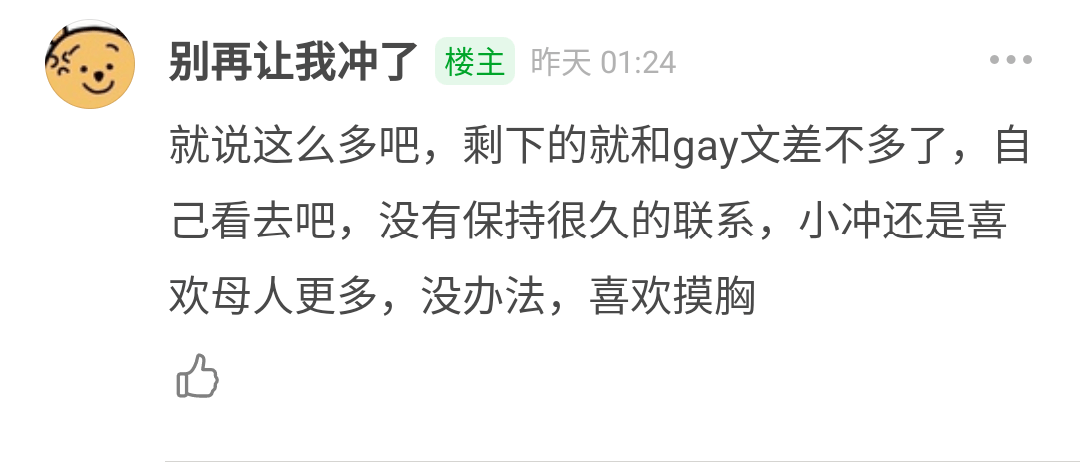 别再让我冲了 楼主 昨天 01:24
就说这么多吧，剩下的就和gay文差不多了，自
己看去吧，没有保持很久的联系，小冲还是喜
欢母人更多，没办法，喜欢摸胸